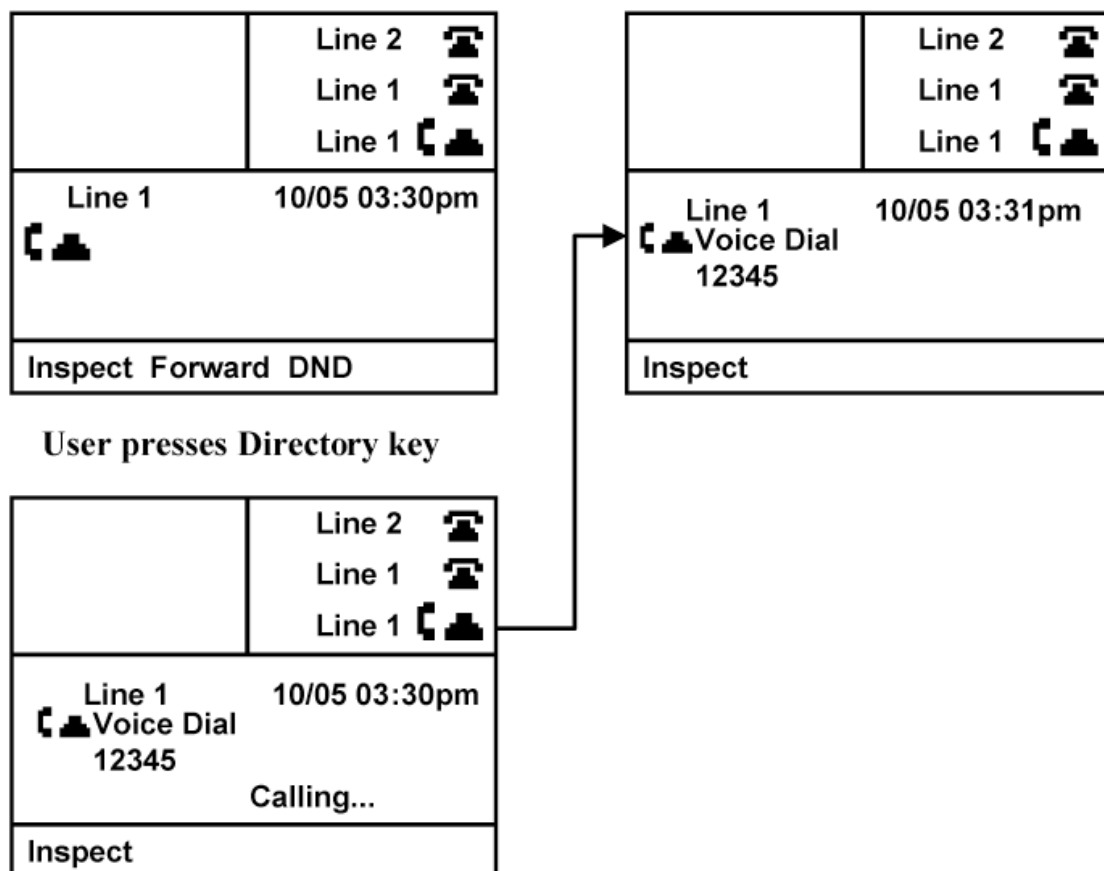 Line 2
Line 1
Line 1
Line 1 10/05 03:30pm
Inspect Forward DND
User presses Directory key
Line 2
Line 1
Line 1
Line 1 10/05 03:30pm
Voice Dial
12345
Calling...
Inspect
Line 2
Line 1
Line 1
Line 1 10/05 03:31pm
Voice Dial
12345
Inspect